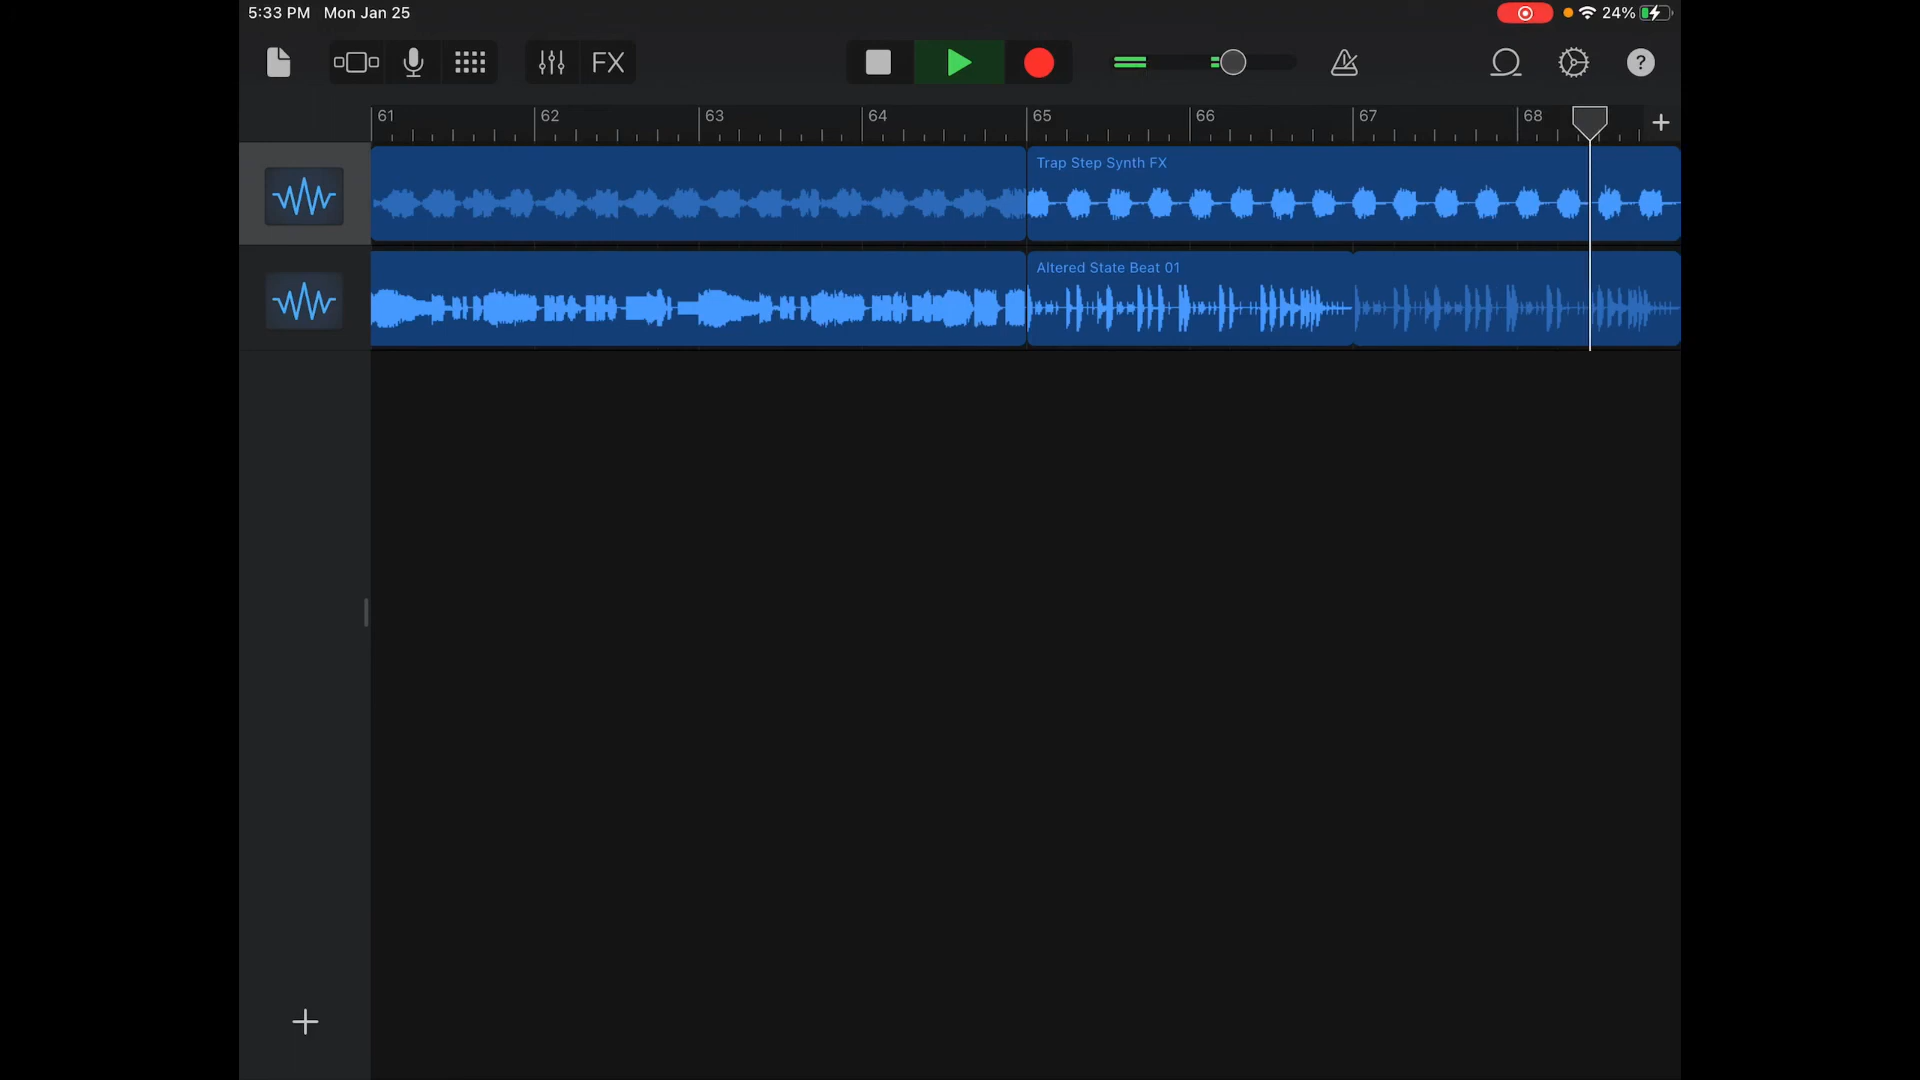 5:33 PM Mon Jan 25
24%
FX
?
61 62 63 64 65 66 67 68
Trap Step Synth FX
Altered State Beat 01